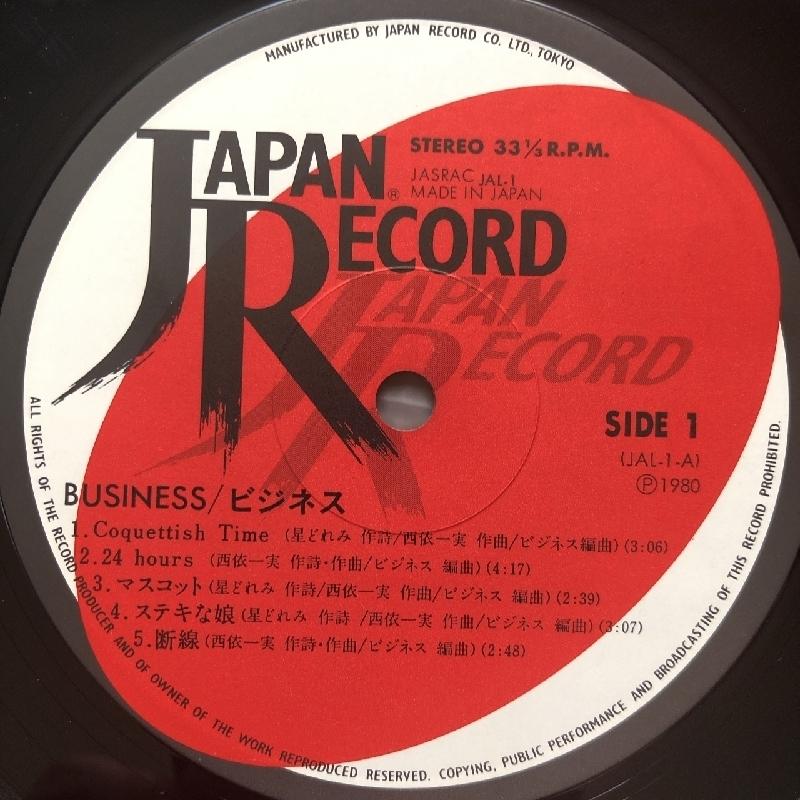 MANUFACTURED BY JAPAN RECORD CO. LTD., TOKYO
JAPAN
RECORD
®
STEREO 33⅓ R.P.M.
JASRAC JAL-1
MADE IN JAPAN
JAPAN
RECORD
SIDE 1
(JAL-1-A)
Ⓟ1980
BUSINESS/ビジネス
1.Coquettish Time (星どれみ 作詩/西依一実 作曲/ビジネス編曲)(3:06)
2.24 hours (西依一実 作詩・作曲/ビジネス 編曲)(4:17)
3.マスコット(星どれみ 作詩/西依一実 作曲/ビジネス 編曲)(2:39)
4.ステキな娘(星どれみ 作詩 /西依一実 作曲/ビジネス 編曲)(3:07)
5.断線(西依一実 作詩・作曲/ビジネス 編曲)(2:48)
ALL RIGHTS OF THE RECORD PRODUCER AND OF OWNER OF THE WORK REPRODUCED RESERVED. COPYING, PUBLIC PERFORMANCE AND BROADCASTING OF THIS RECORD PROHIBITED.